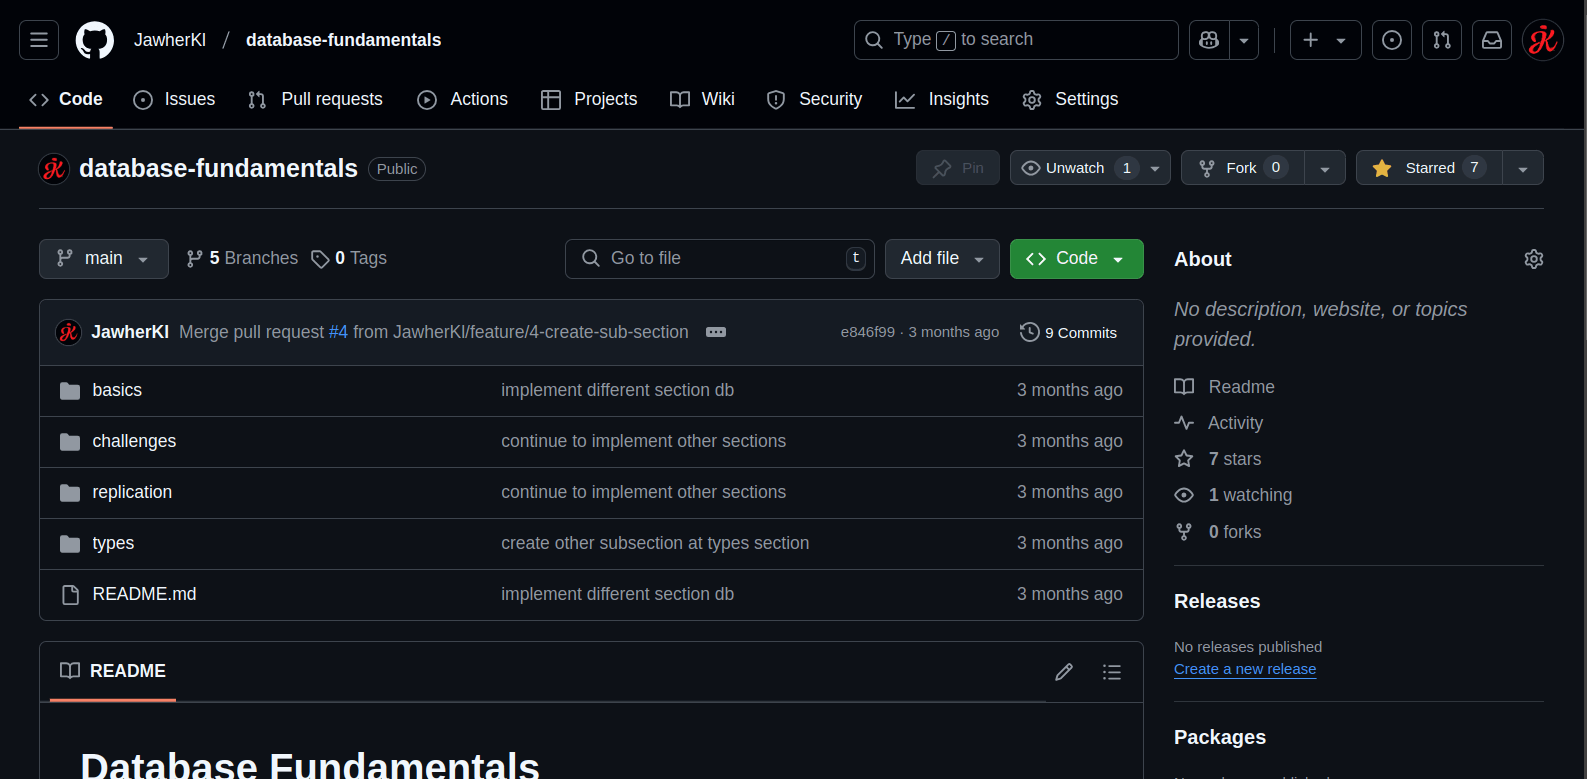 JawherKl / database-fundamentals
Type / to search
Code Issues Pull requests Actions Projects Wiki Security Insights Settings
database-fundamentals Public
Pin Unwatch 1 Fork 0 Starred 7
main 5 Branches 0 Tags
Go to file t Add file Code
JawherKl Merge pull request #4 from JawherKl/feature/4-create-sub-section e846f99 · 3 months ago 9 Commits
basics implement different section db 3 months ago
challenges continue to implement other sections 3 months ago
replication continue to implement other sections 3 months ago
types create other subsection at types section 3 months ago
README.md implement different section db 3 months ago
README
Database Fundamentals
About
No description, website, or topics
provided.
Readme
Activity
7 stars
1 watching
0 forks
Releases
No releases published
Create a new release
Packages